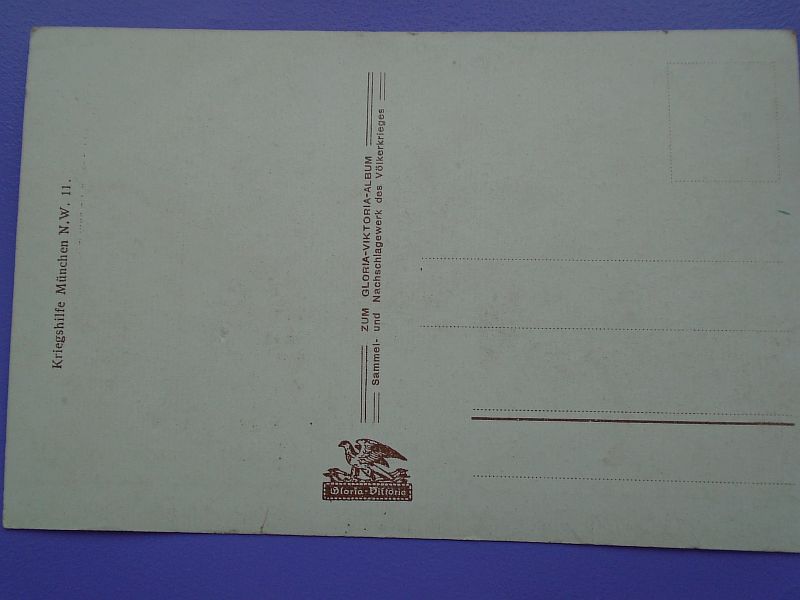 Kriegshilfe München N.W. 11.
ZUM GLORIA-VIKTORIA-ALBUM
Sammel- und Nachschlagewerk des Völkerkrieges
Gloria-Viktoria